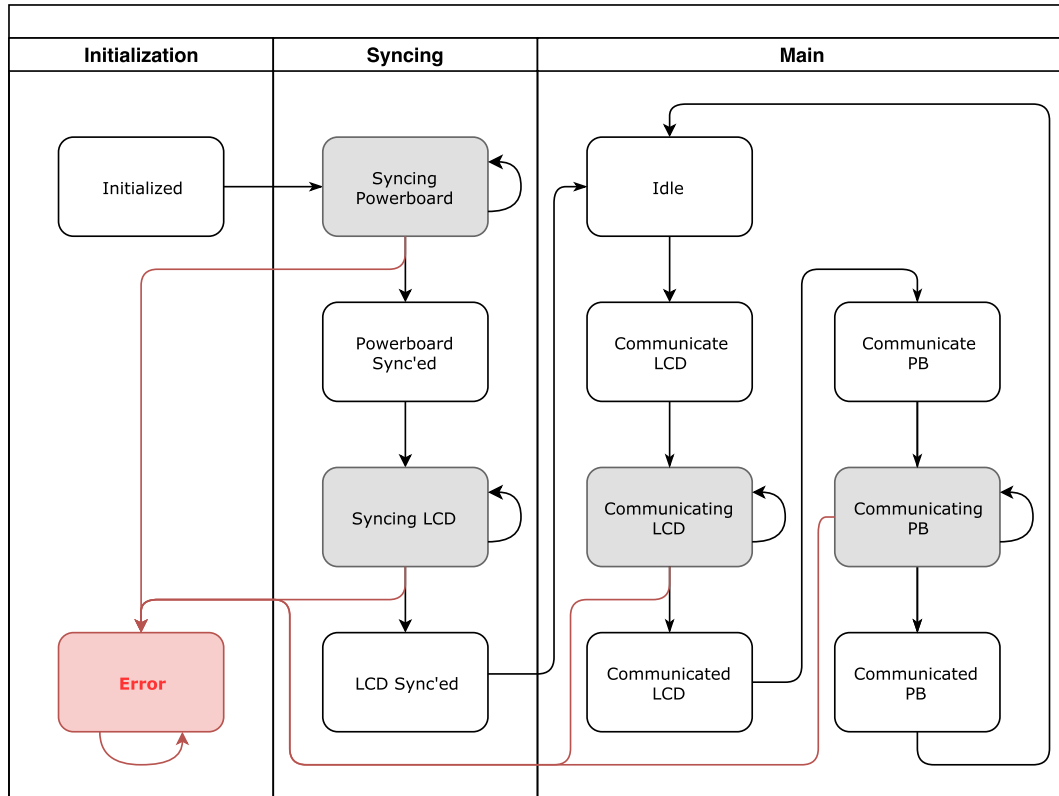 Initialization
Syncing
Main
Initialized
Syncing
Powerboard
Idle
Powerboard
Sync'ed
Communicate
LCD
Communicate
PB
Syncing LCD
Communicating
LCD
Communicating
PB
Error
LCD Sync'ed
Communicated
LCD
Communicated
PB